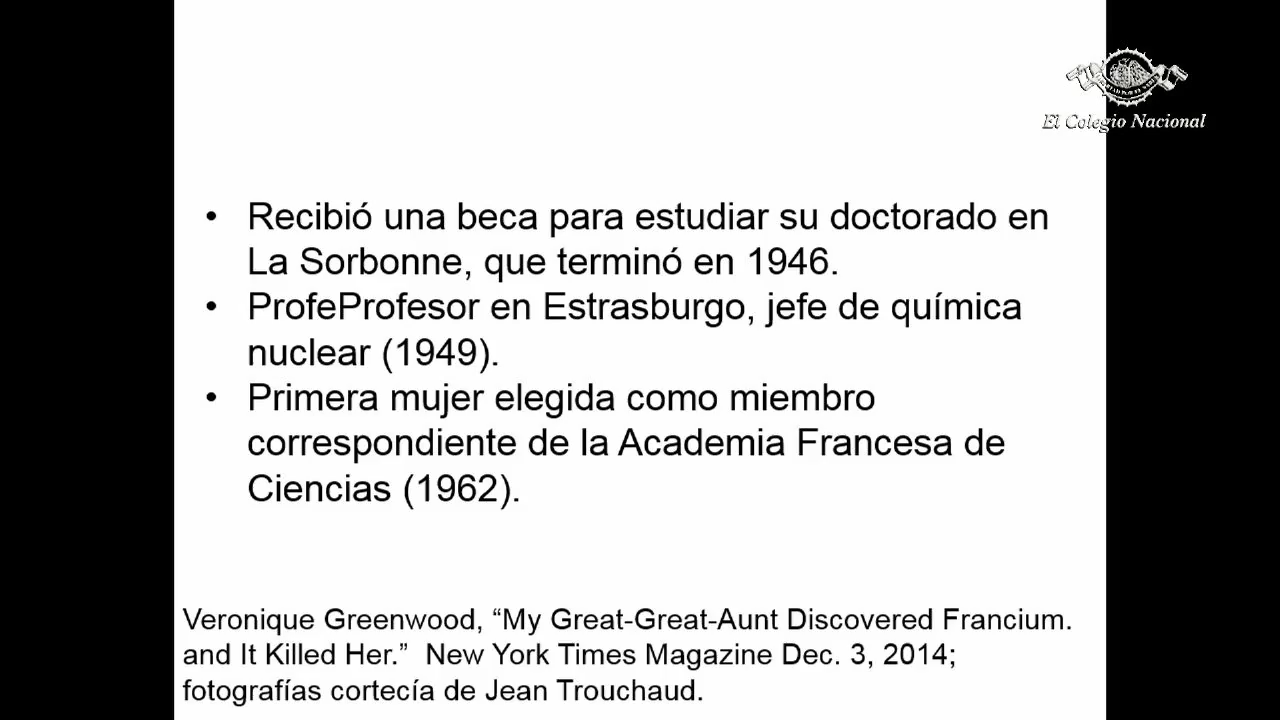 El Colegio Nacional
• Recibió una beca para estudiar su doctorado en
La Sorbonne, que terminó en 1946.
• ProfeProfesor en Estrasburgo, jefe de química
nuclear (1949).
• Primera mujer elegida como miembro
correspondiente de la Academia Francesa de
Ciencias (1962).
Veronique Greenwood, “My Great-Great-Aunt Discovered Francium.
and It Killed Her.” New York Times Magazine Dec. 3, 2014;
fotografías cortecía de Jean Trouchaud.